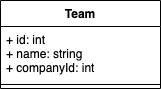 Team
+ id: int
+ name: string
+ companyId: int